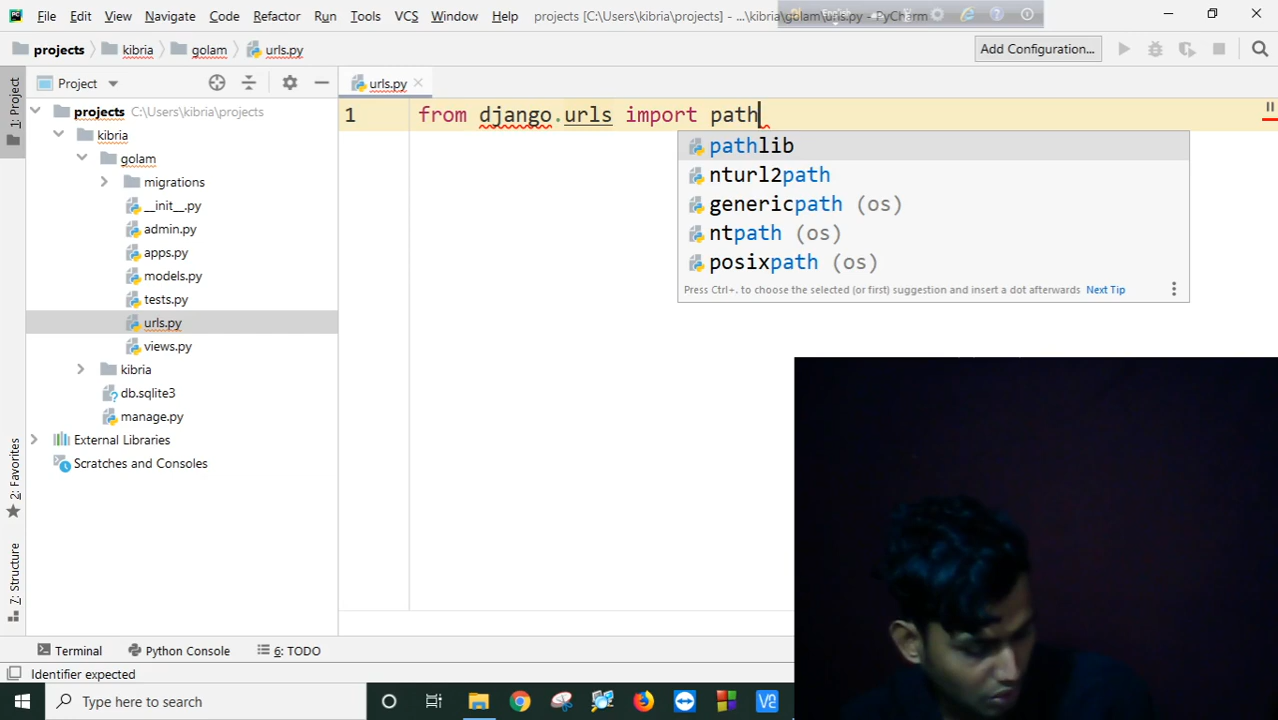 File Edit View Navigate Code Refactor Run Tools VCS Window Help projects [C:\Users\kibria\projects] - ...\kibria\golam\urls.py - PyCharm
projects kibria golam urls.py Add Configuration...
1: Project
Project
urls.py
projects C:\Users\kibria\projects
kibria
golam
migrations
__init__.py
admin.py
apps.py
models.py
tests.py
urls.py
views.py
kibria
db.sqlite3
manage.py
External Libraries
Scratches and Consoles
1 from django.urls import path
pathlib
nturl2path
genericpath (os)
ntpath (os)
posixpath (os)
Press Ctrl+. to choose the selected (or first) suggestion and insert a dot afterwards Next Tip
2: Favorites
7: Structure
Terminal Python Console 6: TODO
Identifier expected
Type here to search